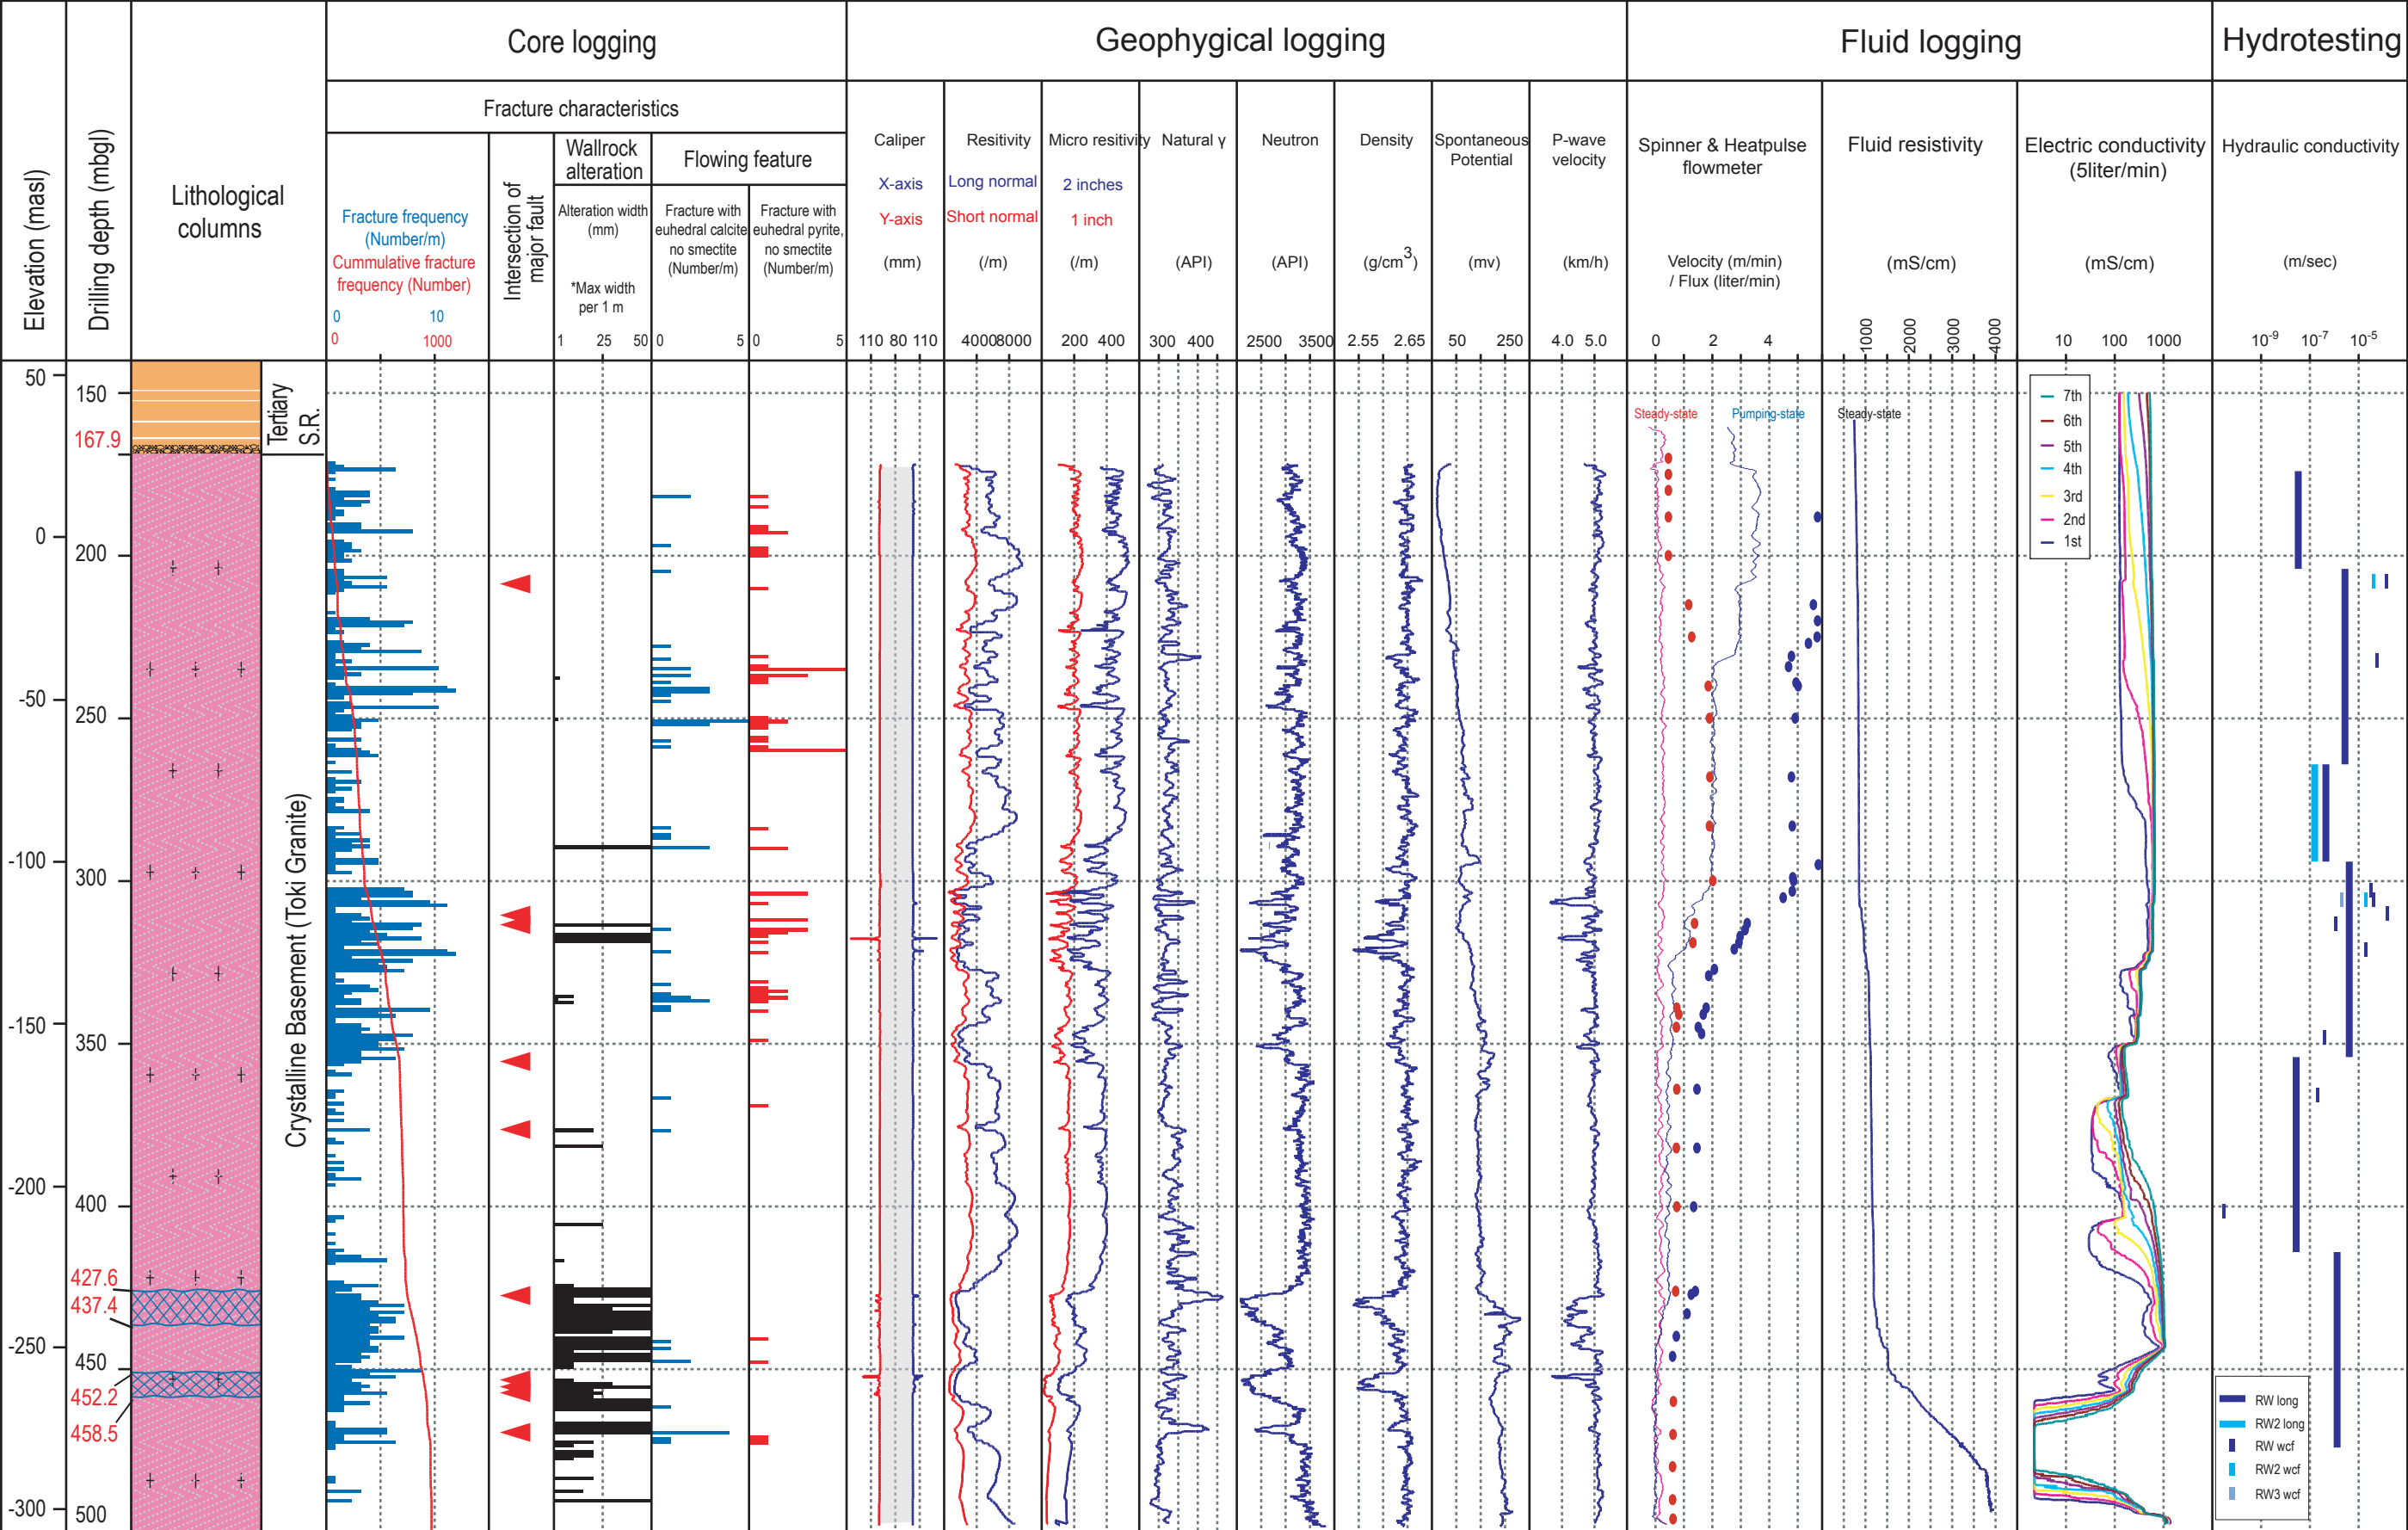 Core logging
Geophygical logging
Fluid logging
Hydrotesting
Fracture characteristics
Elevation (masl)
Drilling depth (mbgl)
Lithological
columns
Fracture frequency
(Number/m)
Cummulative fracture
frequency (Number)
0 10
0 1000
Intersection of
major fault
Wallrock
alteration
Alteration width
(mm)
*Max width
per 1 m
1 25 50
Flowing feature
Fracture with
euhedral calcite
no smectite
(Number/m)
0 5
Fracture with
euhedral pyrite,
no smectite
(Number/m)
0 5
Caliper
X-axis
Y-axis
(mm)
110 80 110
Resitivity
Long normal
Short normal
(/m)
4000 8000
Micro resitivity
2 inches
1 inch
(/m)
200 400
Natural γ
(API)
300 400
Neutron
(API)
2500 3500
Density
(g/cm3)
2.55 2.65
Spontaneous
Potential
(mv)
50 250
P-wave
velocity
(km/h)
4.0 5.0
Spinner & Heatpulse
flowmeter
Velocity (m/min)
/ Flux (liter/min)
0 2 4
Fluid resistivity
(mS/cm)
1000 2000 3000 4000
Electric conductivity
(5liter/min)
(mS/cm)
10 100 1000
Hydraulic conductivity
(m/sec)
10-9 10-7 10-5
50
0
-50
-100
-150
-200
-250
-300
150
167.9
200
250
300
350
400
427.6
437.4
450
452.2
458.5
500
Tertiary
S.R.
Crystalline Basement (Toki Granite)
Steady-state
Pumping-state
Steady-state
7th
6th
5th
4th
3rd
2nd
1st
RW long
RW2 long
RW wcf
RW2 wcf
RW3 wcf